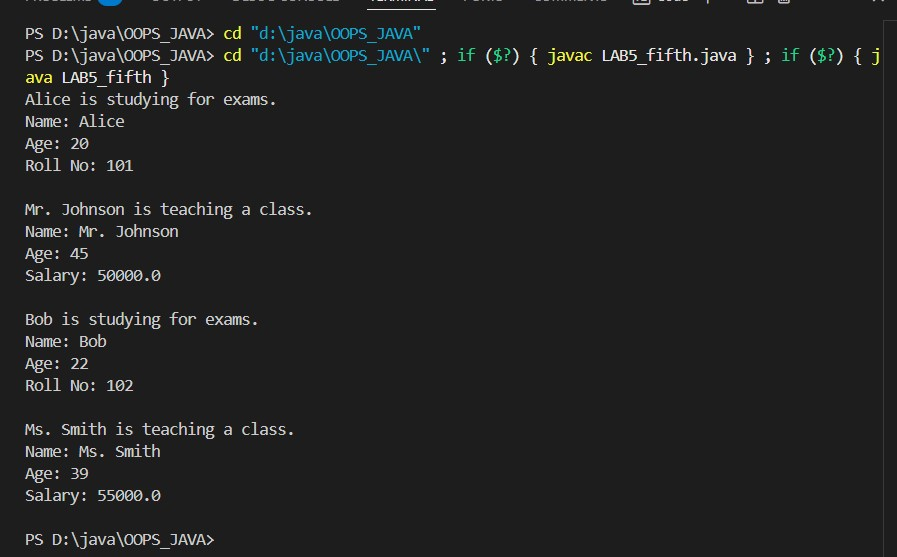 PS D:\java\OOPS_JAVA> cd "d:\java\OOPS_JAVA"
PS D:\java\OOPS_JAVA> cd "d:\java\OOPS_JAVA\" ; if ($?) { javac LAB5_fifth.java } ; if ($?) { j
ava LAB5_fifth }
Alice is studying for exams.
Name: Alice
Age: 20
Roll No: 101
Mr. Johnson is teaching a class.
Name: Mr. Johnson
Age: 45
Salary: 50000.0
Bob is studying for exams.
Name: Bob
Age: 22
Roll No: 102
Ms. Smith is teaching a class.
Name: Ms. Smith
Age: 39
Salary: 55000.0
PS D:\java\OOPS_JAVA>